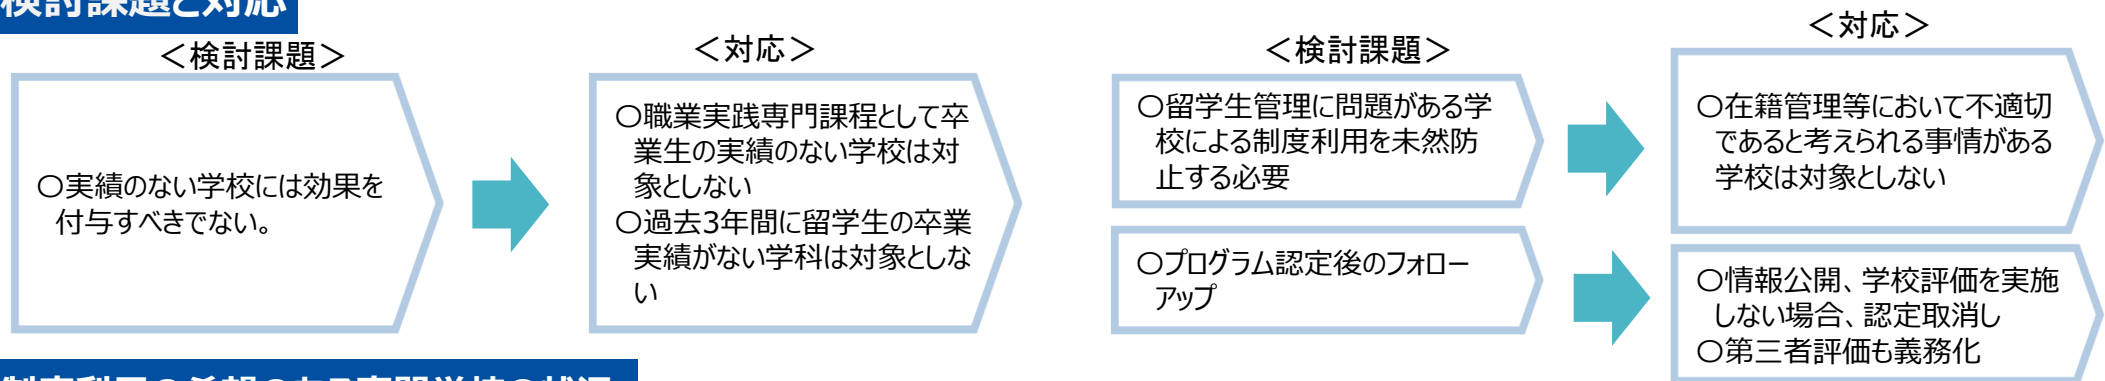 検討課題と対応
＜検討課題＞
○実績のない学校には効果を
付与すべきでない。
＜対応＞
○職業実践専門課程として卒
業生の実績のない学校は対
象としない
○過去3年間に留学生の卒業
実績がない学科は対象としな
い
＜検討課題＞
○留学生管理に問題がある学
校による制度利用を未然防
止する必要
＜対応＞
○在籍管理等において不適切
であると考えられる事情がある
学校は対象としない
○プログラム認定後のフォロー
アップ
○情報公開、学校評価を実施
しない場合、認定取消し
○第三者評価も義務化